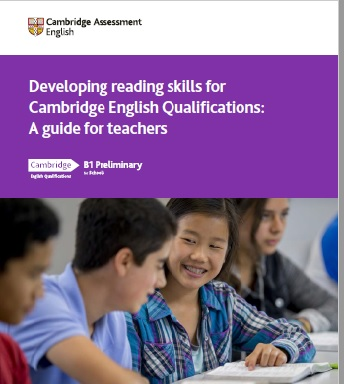 Cambridge Assessment
English
Developing reading skills for
Cambridge English Qualifications:
A guide for teachers
Cambridge
English Qualifications
B1 Preliminary
for Schools